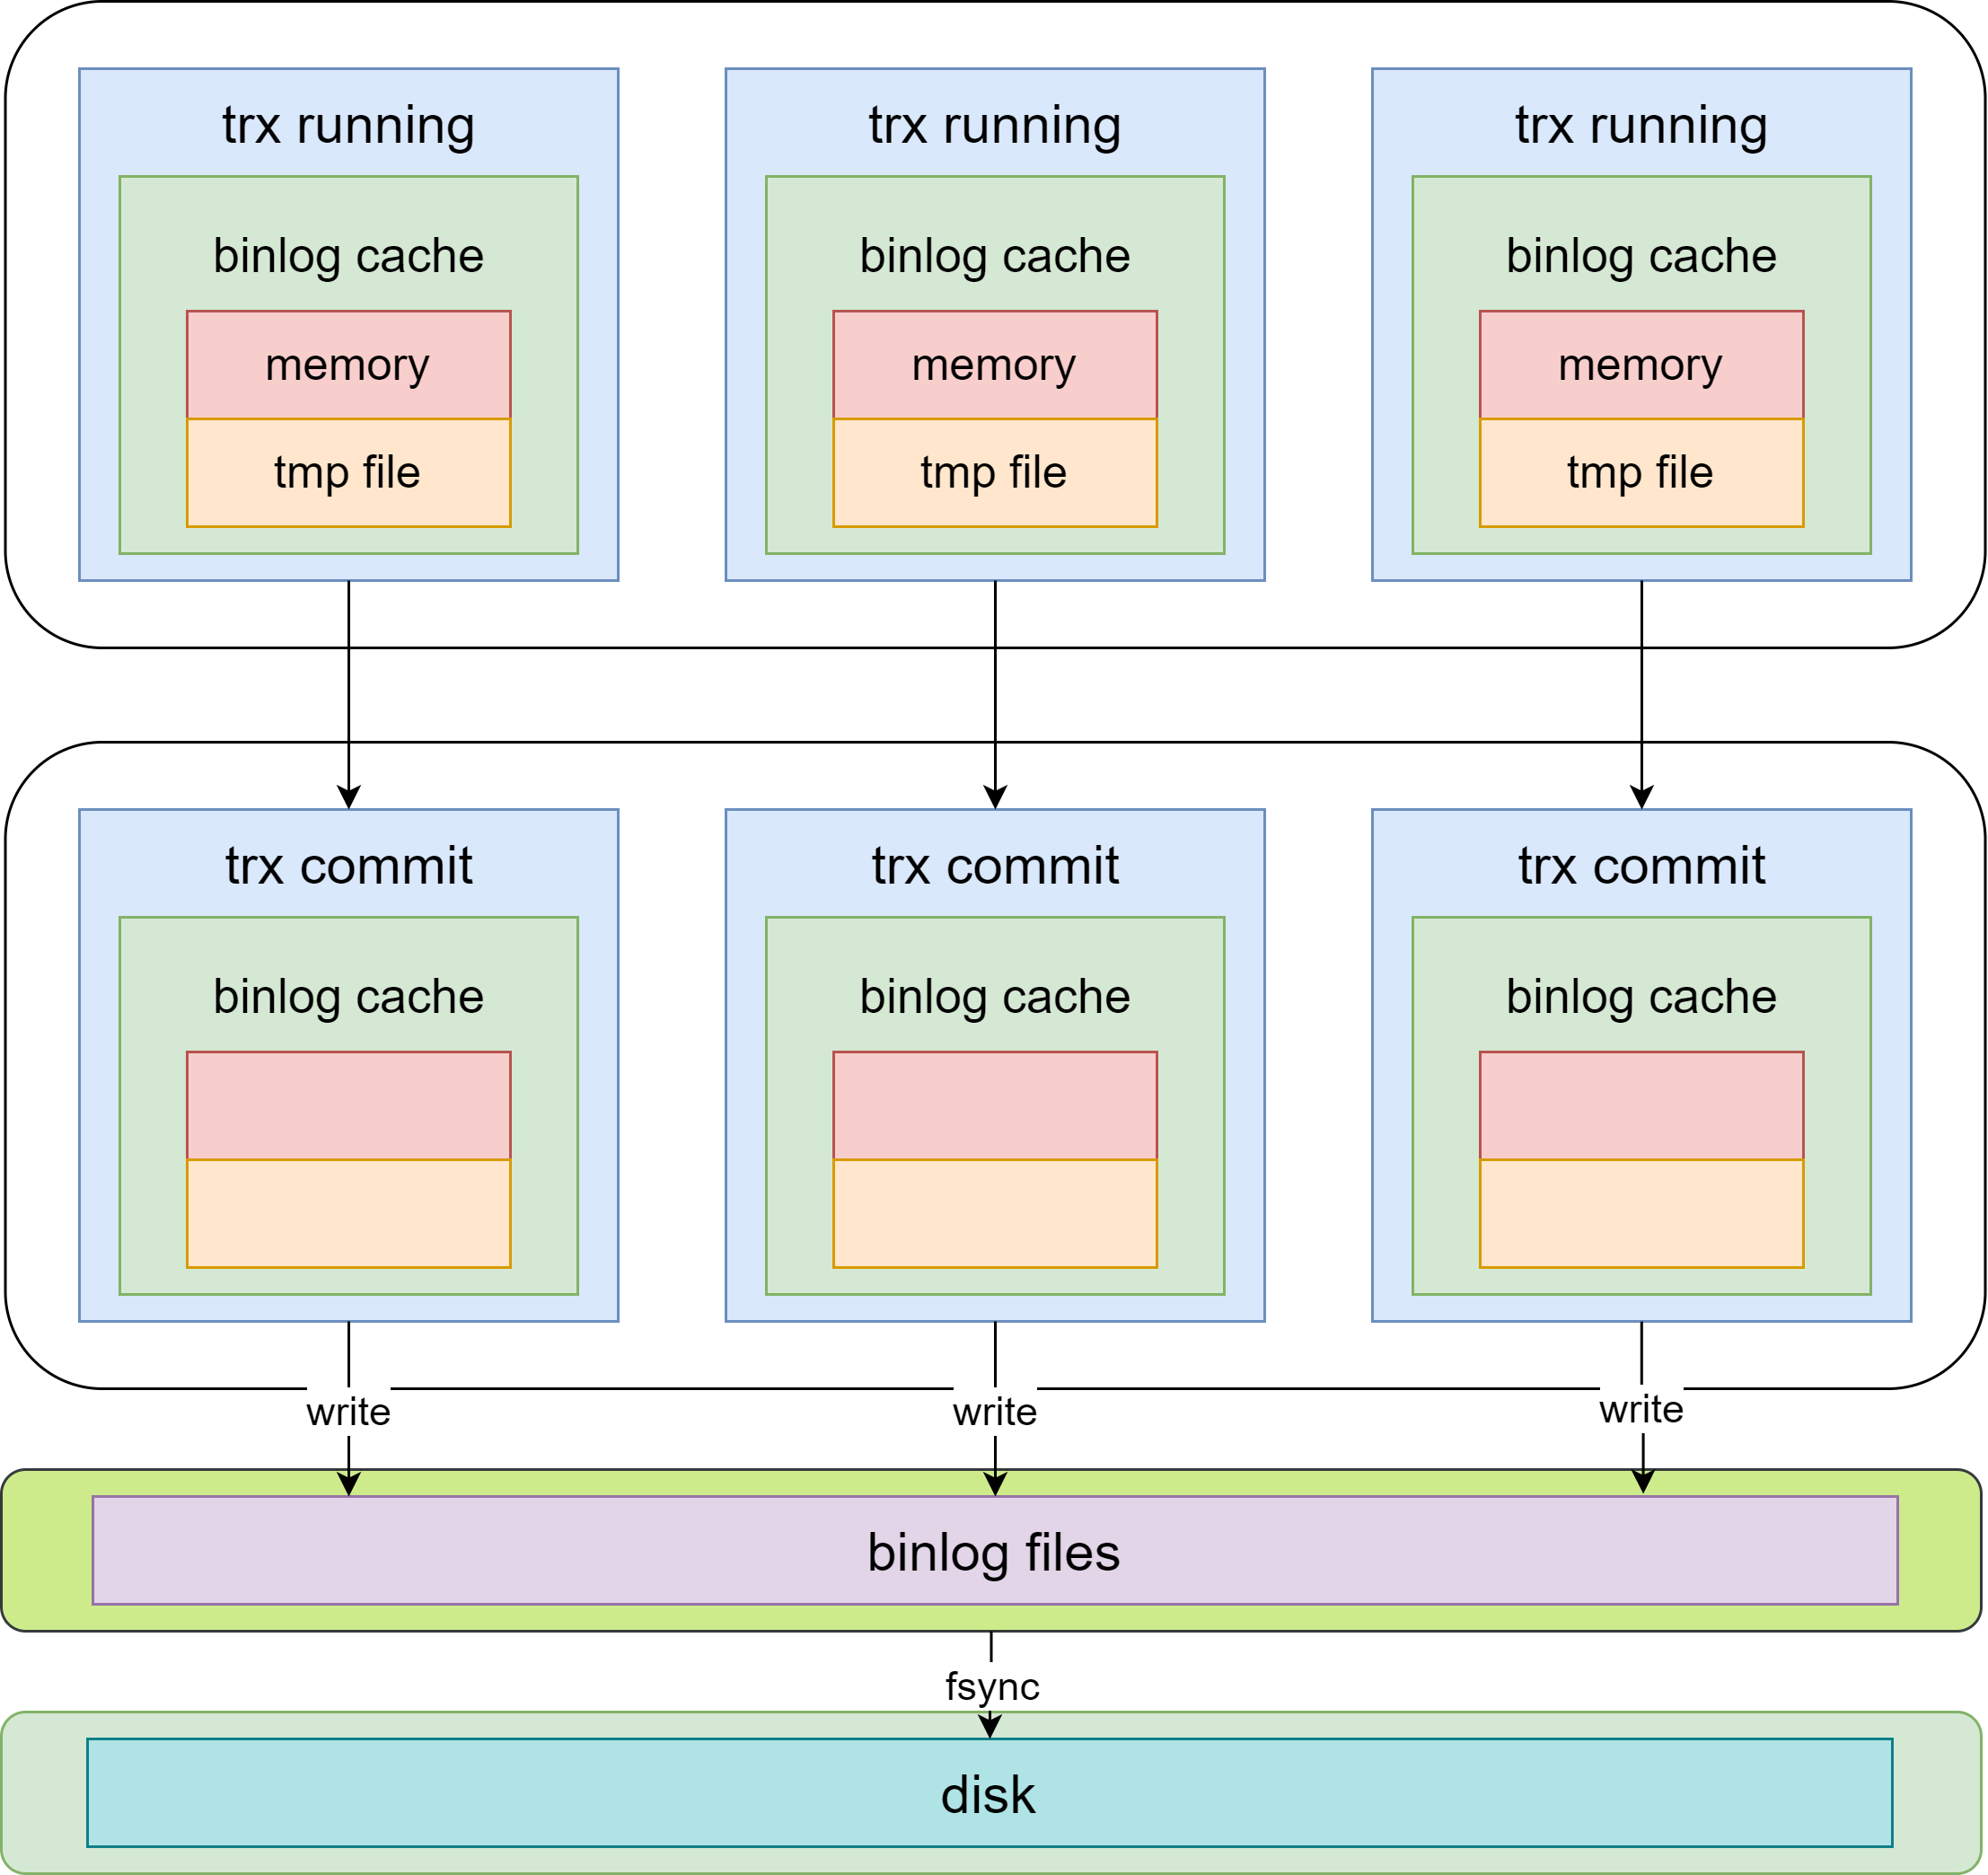 trx running
trx running
trx running
binlog cache
binlog cache
binlog cache
memory
memory
memory
tmp file
tmp file
tmp file
trx commit
trx commit
trx commit
binlog cache
binlog cache
binlog cache
write
write
write
binlog files
fsync
disk